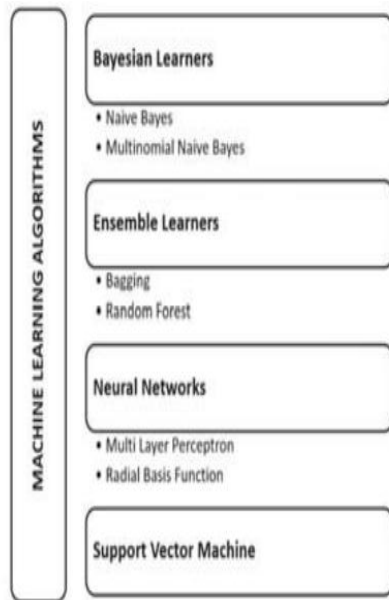 MACHINE LEARNING ALGORITHMS
Bayesian Learners
• Naive Bayes
• Multinomial Naive Bayes
Ensemble Learners
• Bagging
• Random Forest
Neural Networks
• Multi Layer Perceptron
• Radial Basis Function
Support Vector Machine